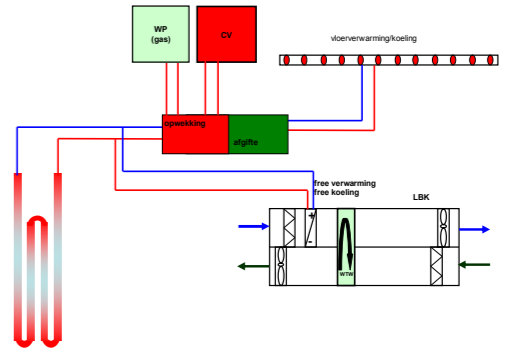 WP
(gas)
CV
vloerverwarming/koeling
opwekking
afgifte
free verwarming
free koeling
LBK
+
-
WTW